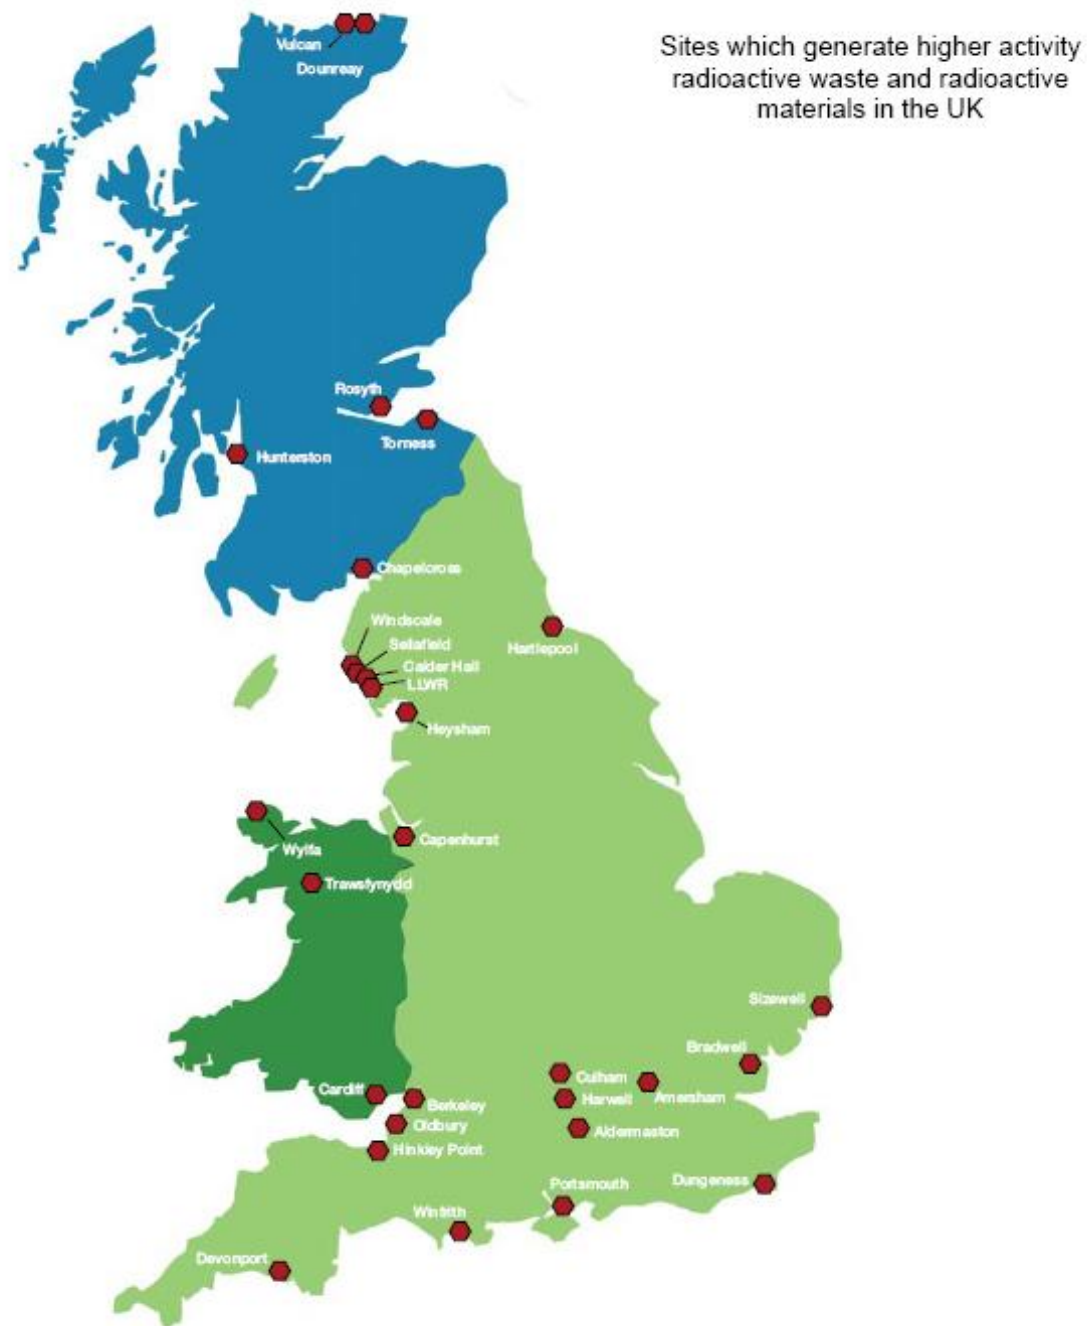 Sites which generate higher activity
radioactive waste and radioactive
materials in the UK
Vulcan
Dounreay
Rosyth
Torness
Hunterston
Chapelcross
Windscale
Sellafield
Calder Hall
LLWR
Hartlepool
Heysham
Capenhurst
Wylfa
Trawsfynydd
Sizewell
Bradwell
Culham
Amersham
Harwell
Cardiff
Berkeley
Oldbury
Aldermaston
Hinkley Point
Portsmouth
Dungeness
Winfrith
Devonport